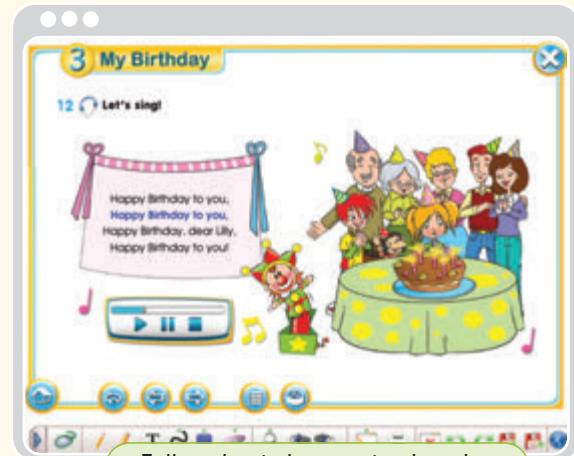 3 My Birthday
12 Let's sing!
Happy Birthday to you,
Happy Birthday to you,
Happy Birthday, dear Lilly,
Happy Birthday to you!